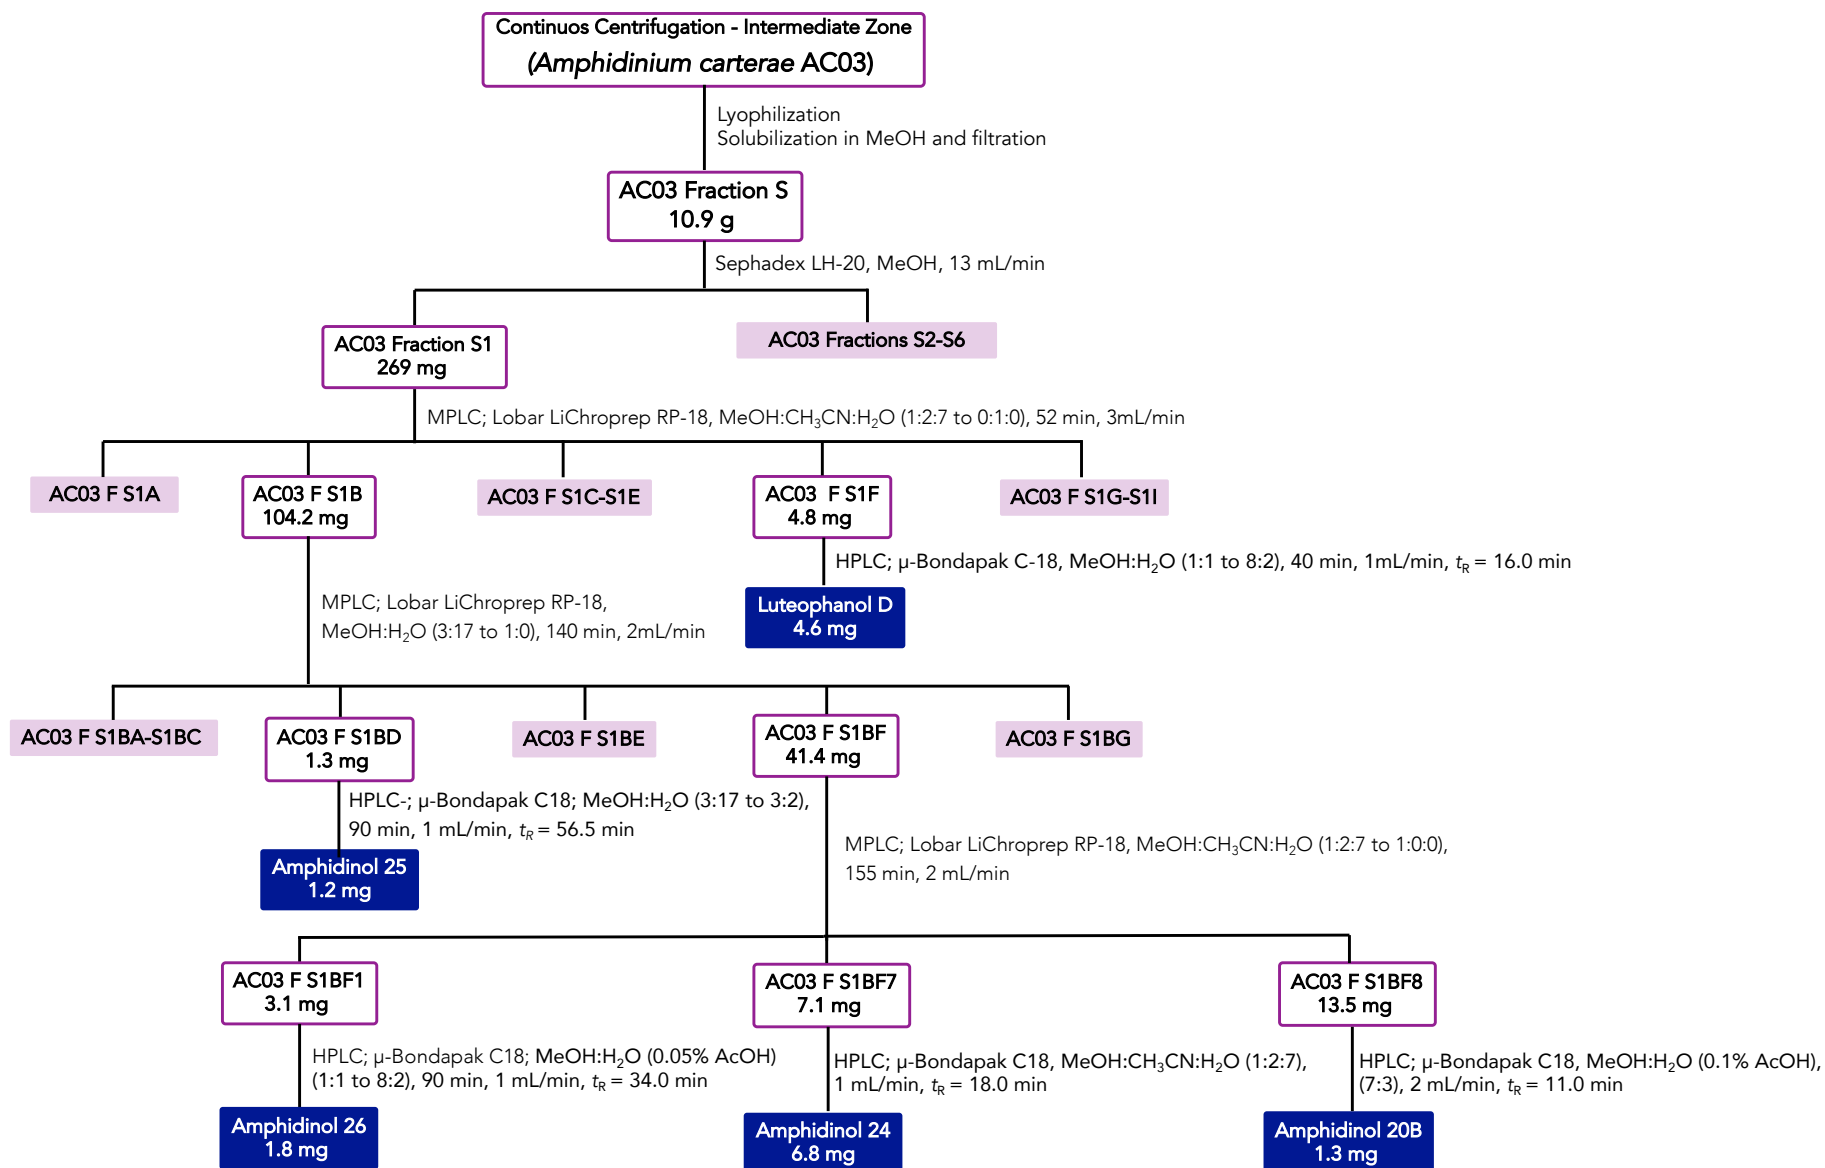 Continuos Centrifugation - Intermediate Zone
(Amphidinium carterae AC03)
Lyophilization
Solubilization in MeOH and filtration
AC03 Fraction S
10.9 g
Sephadex LH-20, MeOH, 13 mL/min
AC03 Fraction S1
269 mg
AC03 Fractions S2-S6
MPLC; Lobar LiChroprep RP-18, MeOH:CH₃CN:H₂O (1:2:7 to 0:1:0), 52 min, 3mL/min
AC03 F S1A
AC03 F S1B
104.2 mg
AC03 F S1C-S1E
AC03 F S1F
4.8 mg
AC03 F S1G-S1I
HPLC; µ-Bondapak C-18, MeOH:H₂O (1:1 to 8:2), 40 min, 1mL/min, tR = 16.0 min
Luteophanol D
4.6 mg
MPLC; Lobar LiChroprep RP-18,
MeOH:H₂O (3:17 to 1:0), 140 min, 2mL/min
AC03 F S1BA-S1BC
AC03 F S1BD
1.3 mg
AC03 F S1BE
AC03 F S1BF
41.4 mg
AC03 F S1BG
HPLC-; µ-Bondapak C18; MeOH:H₂O (3:17 to 3:2),
90 min, 1 mL/min, tR = 56.5 min
Amphidinol 25
1.2 mg
MPLC; Lobar LiChroprep RP-18, MeOH:CH₃CN:H₂O (1:2:7 to 1:0:0),
155 min, 2 mL/min
AC03 F S1BF1
3.1 mg
AC03 F S1BF7
7.1 mg
AC03 F S1BF8
13.5 mg
HPLC; µ-Bondapak C18; MeOH:H₂O (0.05% AcOH)
(1:1 to 8:2), 90 min, 1 mL/min, tR = 34.0 min
HPLC; µ-Bondapak C18, MeOH:CH₃CN:H₂O (1:2:7),
1 mL/min, tR = 18.0 min
HPLC; µ-Bondapak C18, MeOH:H₂O (0.1% AcOH),
(7:3), 2 mL/min, tR = 11.0 min
Amphidinol 26
1.8 mg
Amphidinol 24
6.8 mg
Amphidinol 20B
1.3 mg